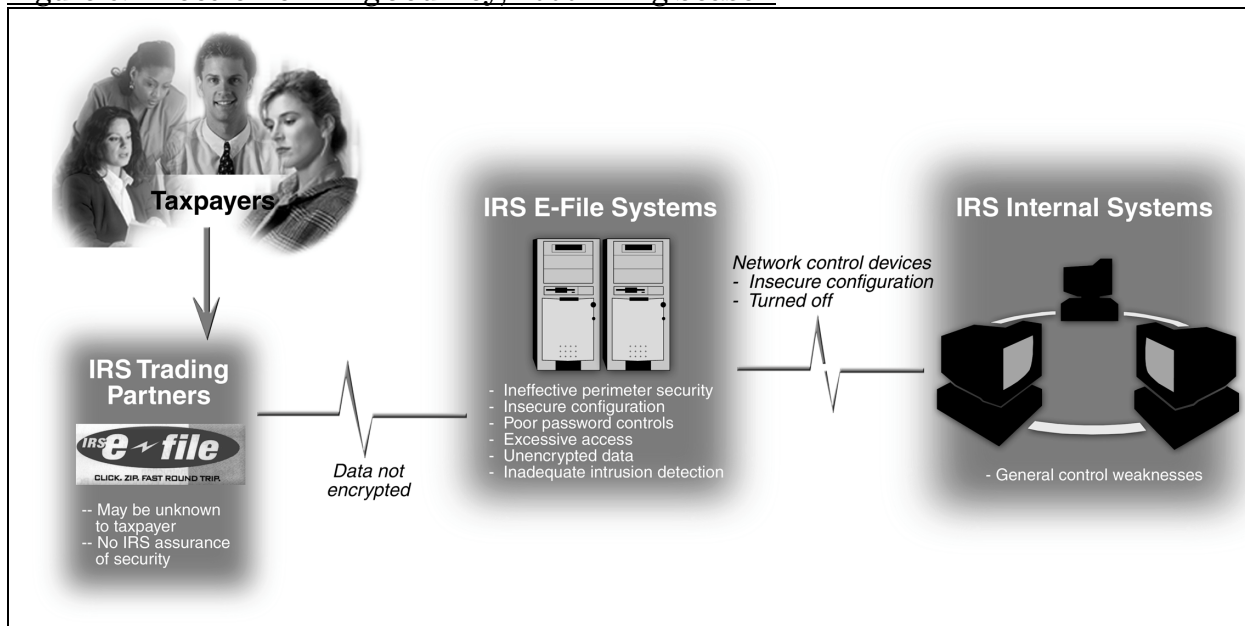 Taxpayers
IRS Trading
Partners
IRS e file
CLICK. ZIP. FAST ROUND TRIP.
-- May be unknown
to taxpayer
-- No IRS assurance
of security
Data not
encrypted
IRS E-File Systems
- Ineffective perimeter security
- Insecure configuration
- Poor password controls
- Excessive access
- Unencrypted data
- Inadequate intrusion detection
Network control devices
- Insecure configuration
- Turned off
IRS Internal Systems
- General control weaknesses